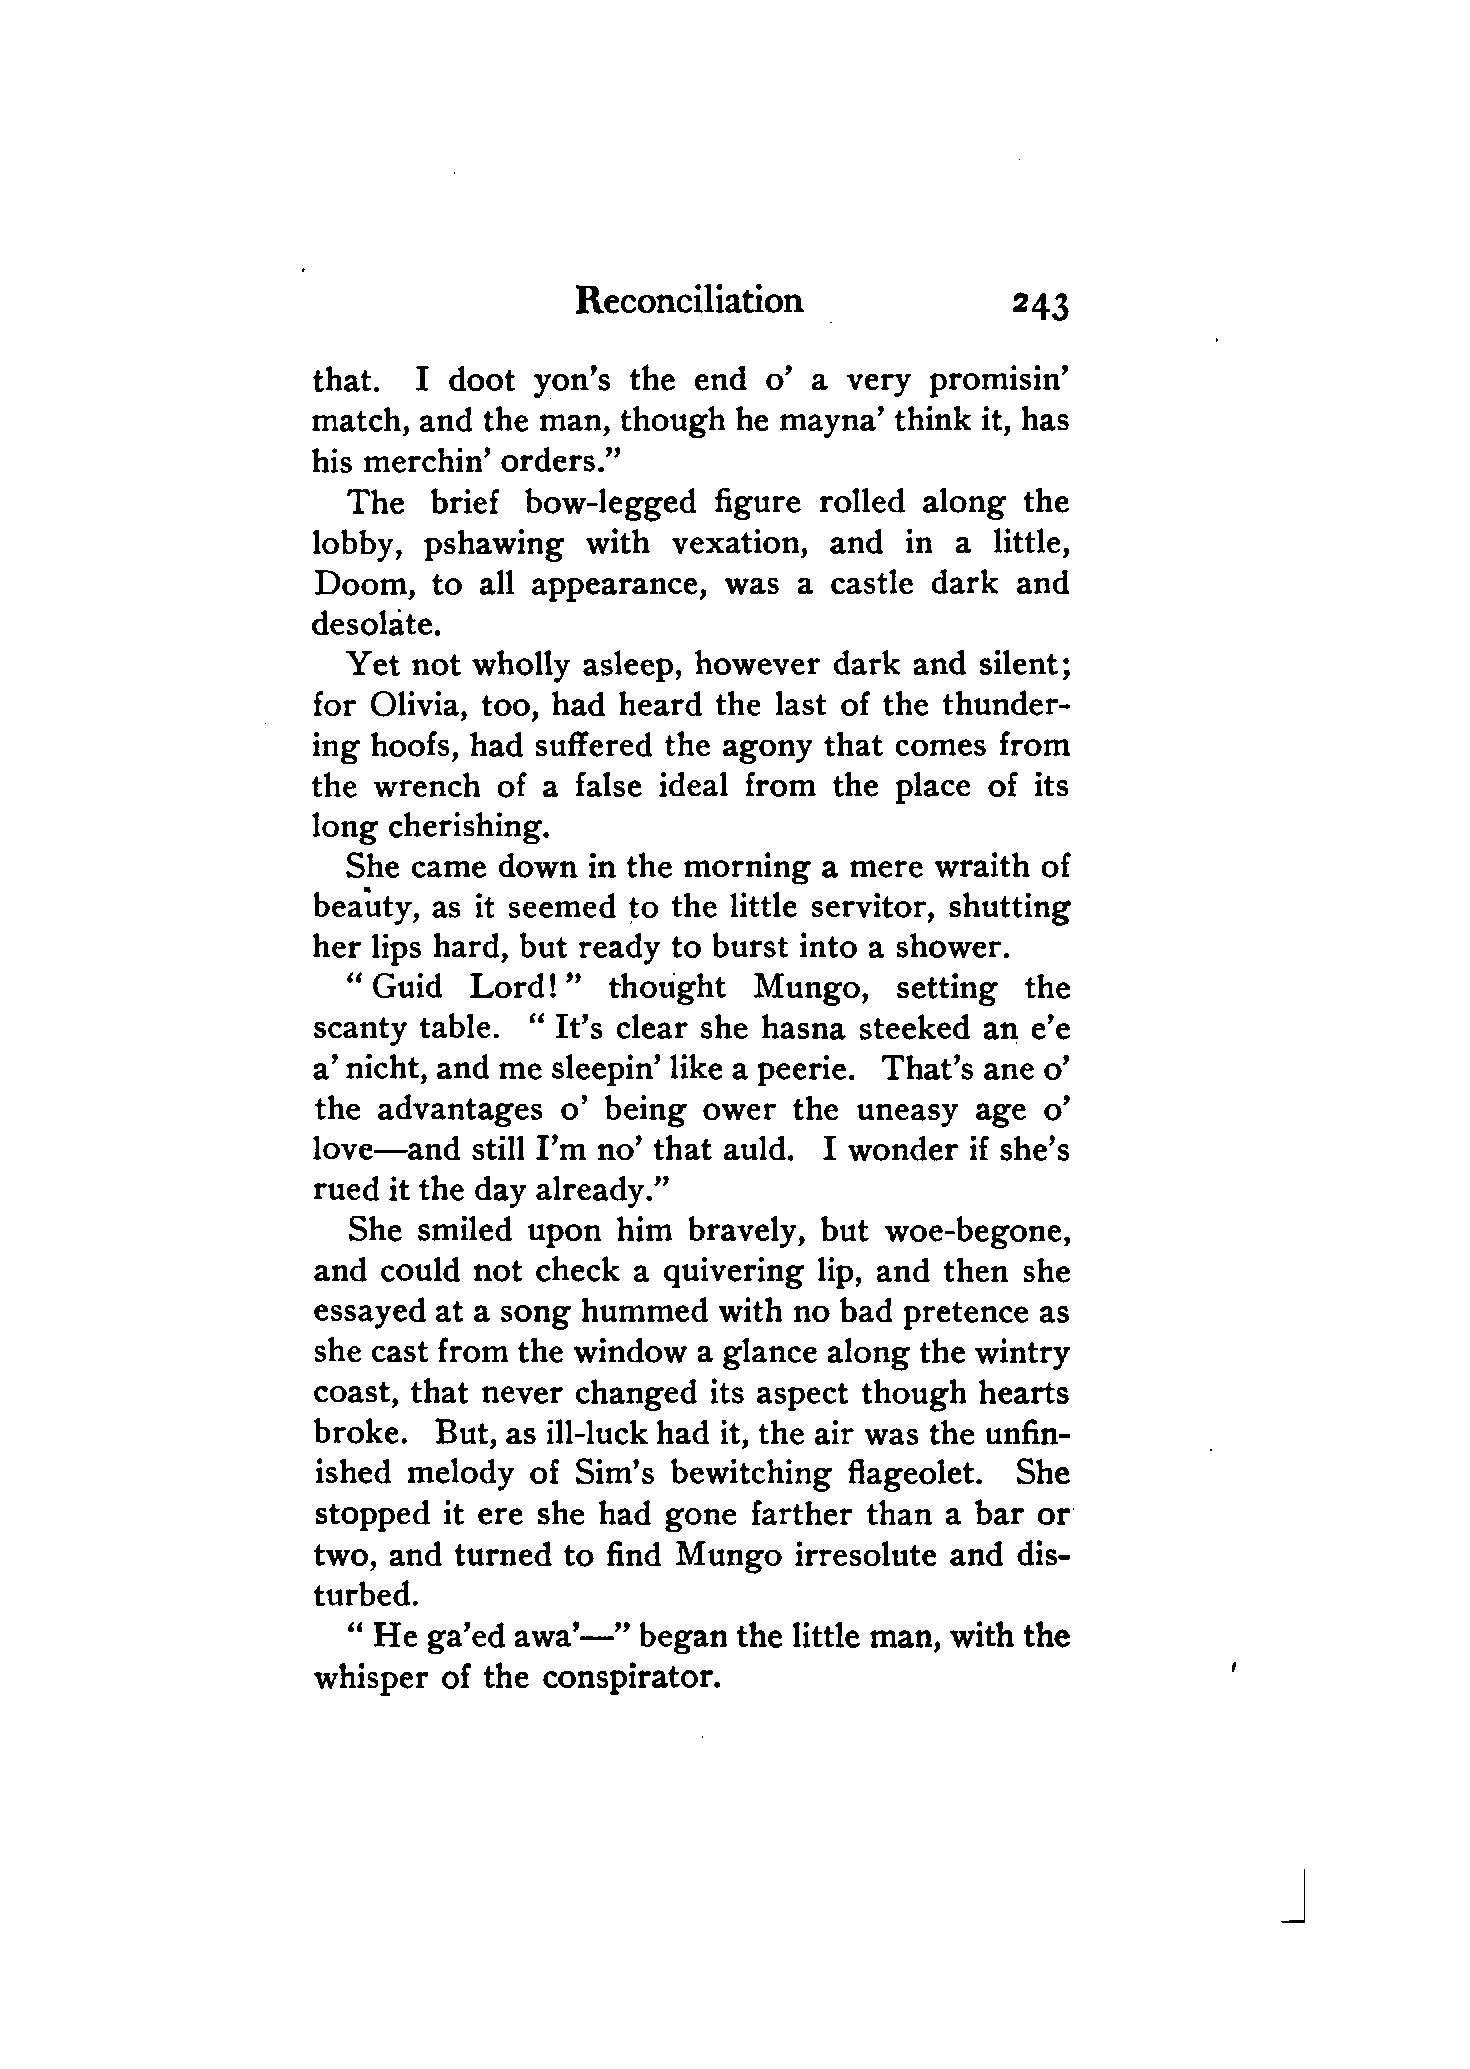 Reconciliation 243
that. I doot yon's the end o' a very promisin'
match, and the man, though he mayna' think it, has
his merchin' orders."
The brief bow-legged figure rolled along the
lobby, pshawing with vexation, and in a little,
Doom, to all appearance, was a castle dark and
desolate.
Yet not wholly asleep, however dark and silent;
for Olivia, too, had heard the last of the thunder-
ing hoofs, had suffered the agony that comes from
the wrench of a false ideal from the place of its
long cherishing.
She came down in the morning a mere wraith of
beauty, as it seemed to the little servitor, shutting
her lips hard, but ready to burst into a shower.
" Guid Lord! " thought Mungo, setting the
scanty table. " It's clear she hasna steeked an e'e
a' nicht, and me sleepin' like a peerie. That's ane o'
the advantages o' being ower the uneasy age o'
love—and still I'm no' that auld. I wonder if she's
rued it the day already."
She smiled upon him bravely, but woe-begone,
and could not check a quivering lip, and then she
essayed at a song hummed with no bad pretence as
she cast from the window a glance along the wintry
coast, that never changed its aspect though hearts
broke. But, as ill-luck had it, the air was the unfin-
ished melody of Sim's bewitching flageolet. She
stopped it ere she had gone farther than a bar or
two, and turned to find Mungo irresolute and dis-
turbed.
" He ga'ed awa'—" began the little man, with the
whisper of the conspirator.